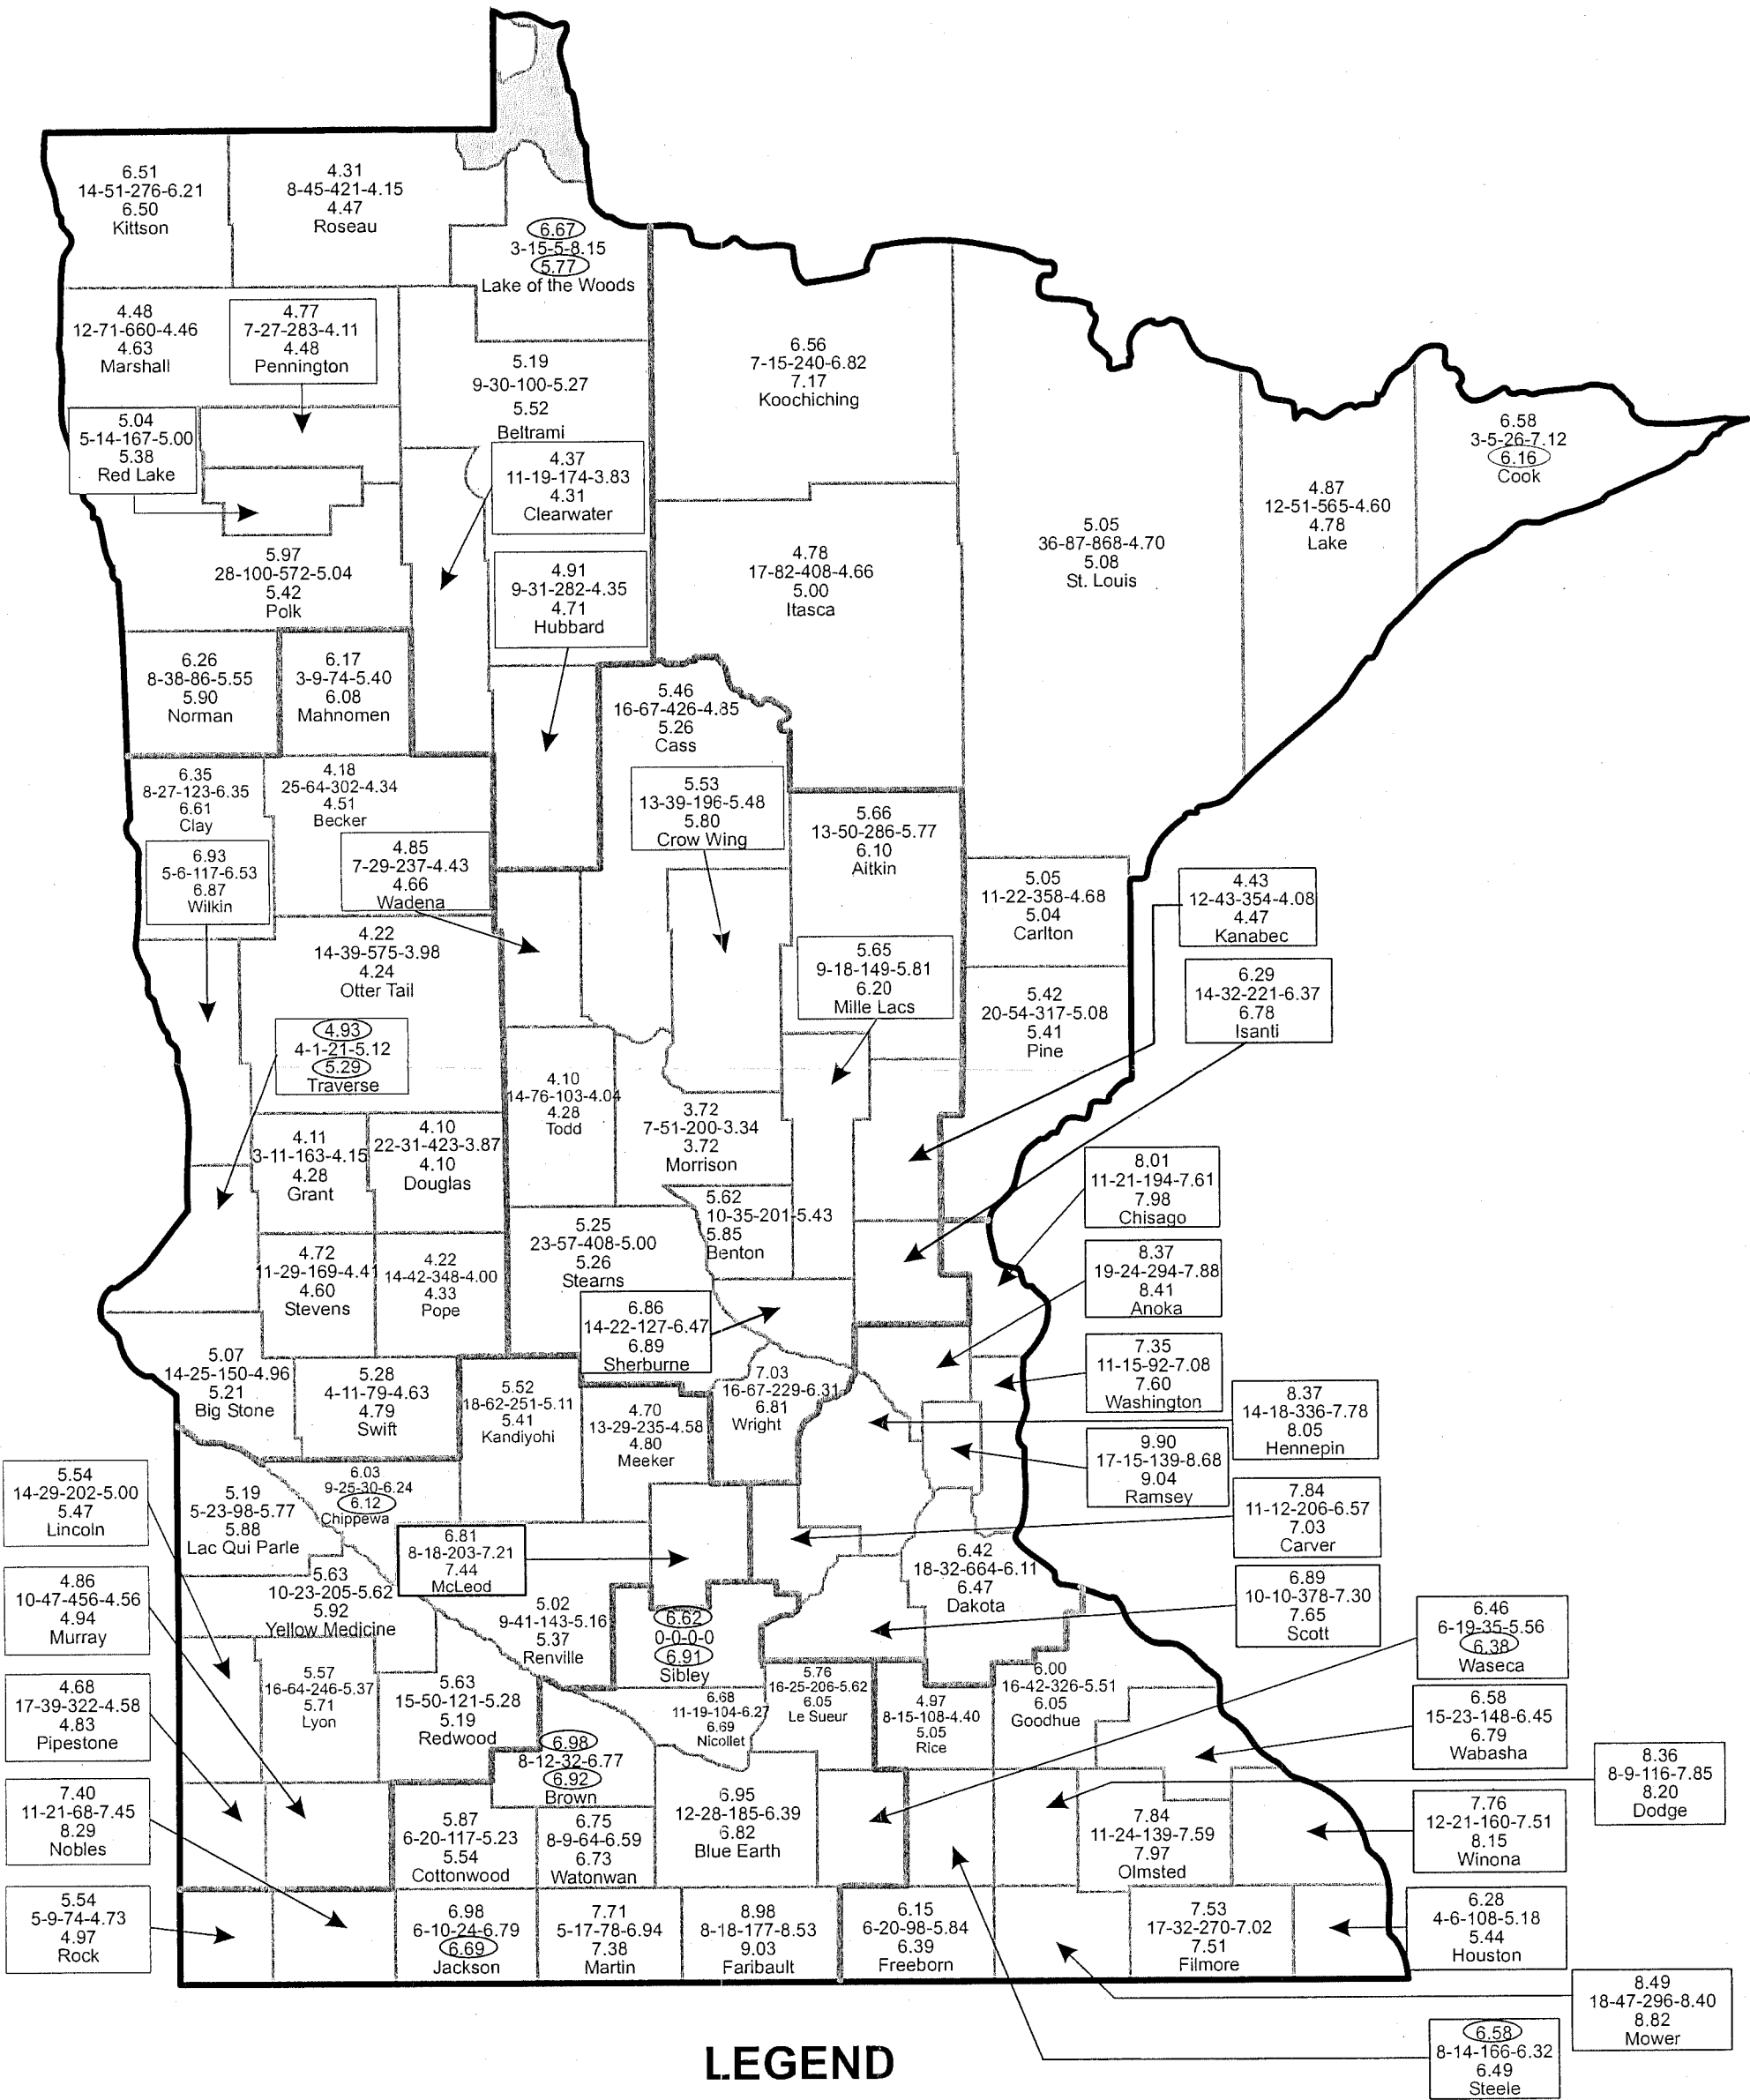 6.51
14-51-276-6.21
6.50
Kittson
4.31
8-45-421-4.15
4.47
Roseau
6.67
3-15-5-8.15
5.77
Lake of the Woods
4.48
12-71-660-4.46
4.63
Marshall
4.77
7-27-283-4.11
4.48
Pennington
5.19
9-30-100-5.27
5.52
Beltrami
6.56
7-15-240-6.82
7.17
Koochiching
5.04
5-14-167-5.00
5.38
Red Lake
4.37
11-19-174-3.83
4.31
Clearwater
6.58
3-5-26-7.12
6.16
Cook
4.87
12-51-565-4.60
4.78
Lake
5.05
36-87-868-4.70
5.08
St. Louis
4.78
17-82-408-4.66
5.00
Itasca
5.97
28-100-572-5.04
5.42
Polk
4.91
9-31-282-4.35
4.71
Hubbard
6.26
8-38-86-5.55
5.90
Norman
6.17
3-9-74-5.40
6.08
Mahnomen
5.46
16-67-426-4.85
5.26
Cass
6.35
8-27-123-6.35
6.61
Clay
4.18
25-64-302-4.34
4.51
Becker
5.53
13-39-196-5.48
5.80
Crow Wing
5.66
13-50-286-5.77
6.10
Aitkin
6.93
5-6-117-6.53
6.87
Wilkin
4.85
7-29-237-4.43
4.66
Wadena
5.05
11-22-358-4.68
5.04
Carlton
4.43
12-43-354-4.08
4.47
Kanabec
4.22
14-39-575-3.98
4.24
Otter Tail
5.65
9-18-149-5.81
6.20
Mille Lacs
5.42
20-54-317-5.08
5.41
Pine
6.29
14-32-221-6.37
6.78
Isanti
4.93
4-1-21-5.12
5.29
Traverse
4.10
14-76-103-4.04
4.28
Todd
3.72
7-51-200-3.34
3.72
Morrison
4.11
3-11-163-4.15
4.28
Grant
4.10
22-31-423-3.87
4.10
Douglas
8.01
11-21-194-7.61
7.98
Chisago
5.62
10-35-201-5.43
5.85
Benton
5.25
23-57-408-5.00
5.26
Stearns
4.72
11-29-169-4.41
4.60
Stevens
4.22
14-42-348-4.00
4.33
Pope
8.37
19-24-294-7.88
8.41
Anoka
6.86
14-22-127-6.47
6.89
Sherburne
7.35
11-15-92-7.08
7.60
Washington
5.07
14-25-150-4.96
5.21
Big Stone
5.28
4-11-79-4.63
4.79
Swift
5.52
18-62-251-5.11
5.41
Kandiyohi
4.70
13-29-235-4.58
4.80
Meeker
7.03
16-67-229-6.31
6.81
Wright
8.37
14-18-336-7.78
8.05
Hennepin
9.90
17-15-139-8.68
9.04
Ramsey
5.54
14-29-202-5.00
5.47
Lincoln
5.19
5-23-98-5.77
5.88
Lac Qui Parle
6.03
9-25-30-6.24
6.12
Chippewa
6.81
8-18-203-7.21
7.44
McLeod
7.84
11-12-206-6.57
7.03
Carver
4.86
10-47-456-4.56
4.94
Murray
5.63
10-23-205-5.62
5.92
Yellow Medicine
5.02
9-41-143-5.16
5.37
Renville
6.62
0-0-0-0
6.91
Sibley
6.42
18-32-664-6.11
6.47
Dakota
6.89
10-10-378-7.30
7.65
Scott
6.46
6-19-35-5.56
6.38
Waseca
4.68
17-39-322-4.58
4.83
Pipestone
5.57
16-64-246-5.37
5.71
Lyon
5.63
15-50-121-5.28
5.19
Redwood
6.68
11-19-104-6.27
6.69
Nicollet
5.76
16-25-206-5.62
6.05
Le Sueur
4.97
8-15-108-4.40
5.05
Rice
6.00
16-42-326-5.51
6.05
Goodhue
6.58
15-23-148-6.45
6.79
Wabasha
6.98
8-12-32-6.77
6.92
Brown
8.36
8-9-116-7.85
8.20
Dodge
7.40
11-21-68-7.45
8.29
Nobles
5.87
6-20-117-5.23
5.54
Cottonwood
6.75
8-9-64-6.59
6.73
Watonwan
6.95
12-28-185-6.39
6.82
Blue Earth
7.84
11-24-139-7.59
7.97
Olmsted
7.76
12-21-160-7.51
8.15
Winona
5.54
5-9-74-4.73
4.97
Rock
6.98
6-10-24-6.79
6.69
Jackson
7.71
5-17-78-6.94
7.38
Martin
8.98
8-18-177-8.53
9.03
Faribault
6.15
6-20-98-5.84
6.39
Freeborn
7.53
17-32-270-7.02
7.51
Filmore
6.28
4-6-108-5.18
5.44
Houston
8.49
18-47-296-8.40
8.82
Mower
6.58
8-14-166-6.32
6.49
Steele
LEGEND